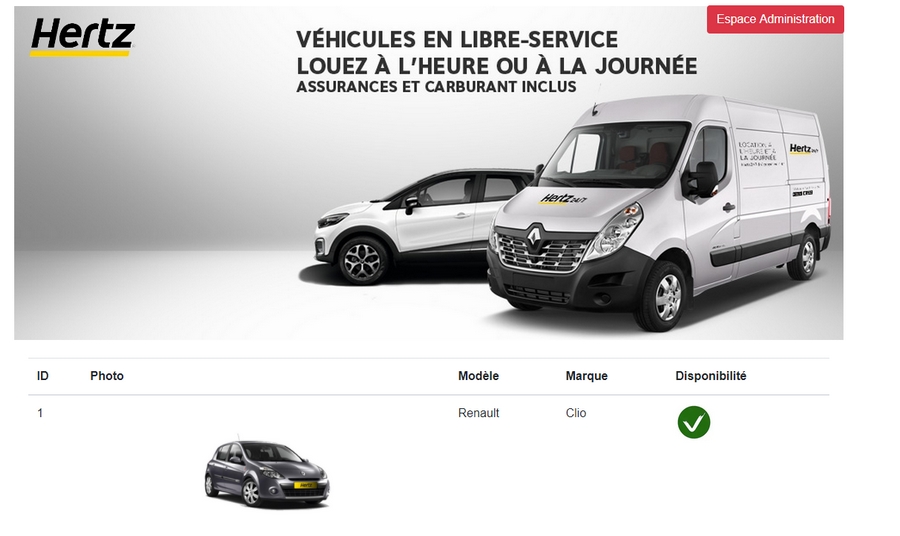 Hertz
Espace Administration
VÉHICULES EN LIBRE-SERVICE
LOUEZ À L'HEURE OU À LA JOURNÉE
ASSURANCES ET CARBURANT INCLUS
LOCATION À
L'HEURE ET À
LA JOURNÉE
Hertz 24/7
Hertz 24/7
ID Photo Modèle Marque Disponibilité
1 Renault Clio
Hertz